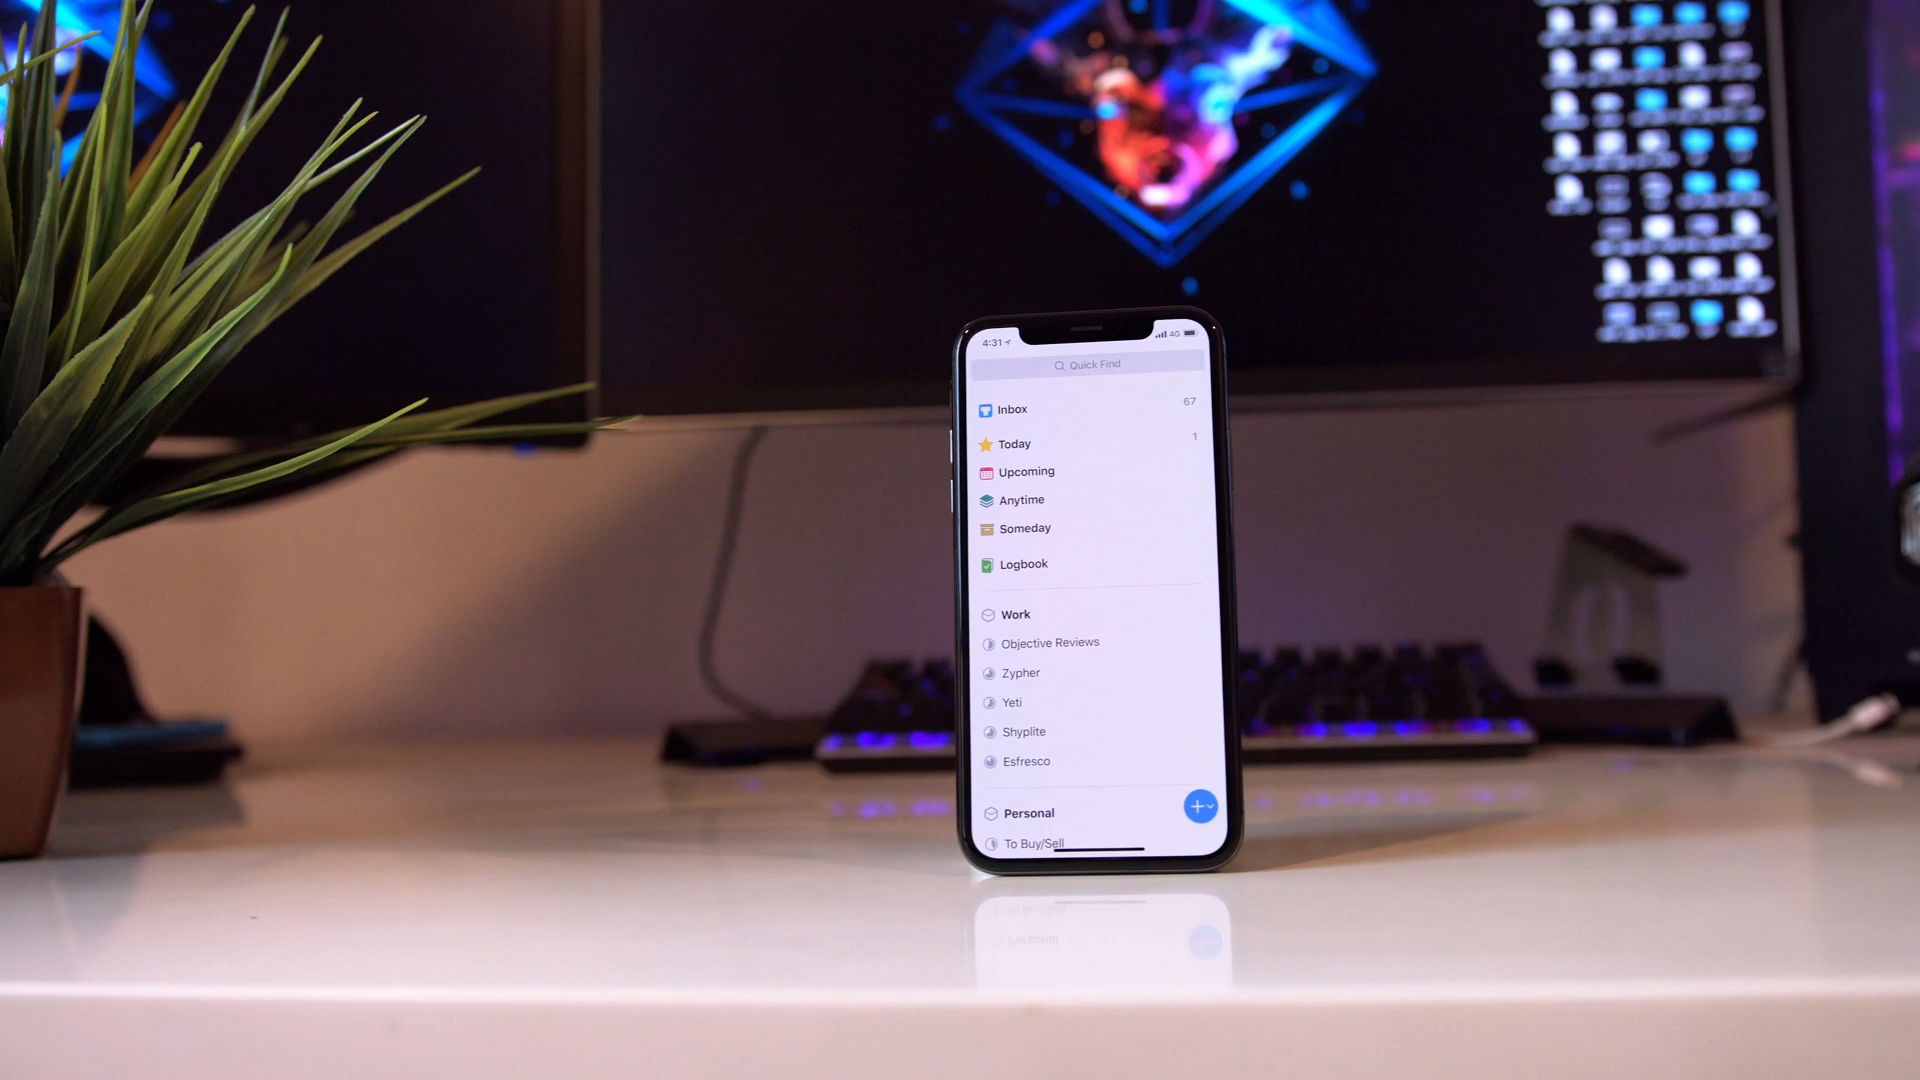 4:31
4G
Quick Find
Inbox 67
Today 1
Upcoming
Anytime
Someday
Logbook
Work
Objective Reviews
Zypher
Yeti
Shyplite
Esfresco
Personal
To Buy/Sell